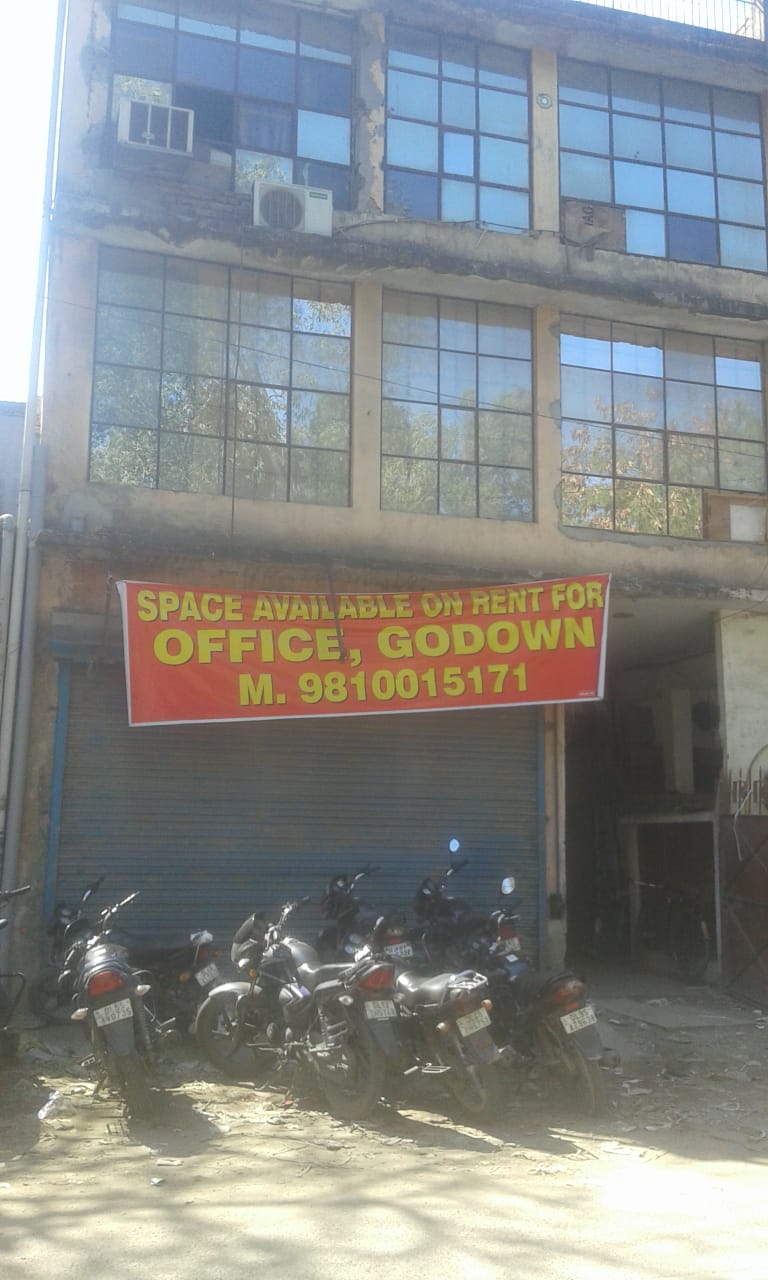 SPACE AVAILABLE ON RENT FOR
OFFICE, GODOWN
M. 9810015171